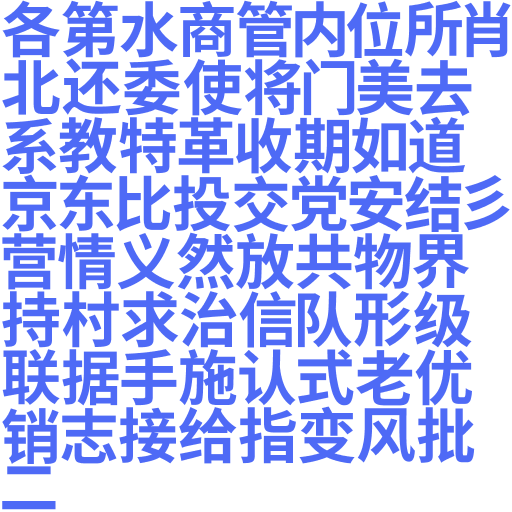 各第水商管内位所肖
北还委使将门美去
系教特革收期如道
京东比投交党安结彡
营情义然放共物界
持村求治信队形级
联据手施认式老优
销志接给指变风批
二